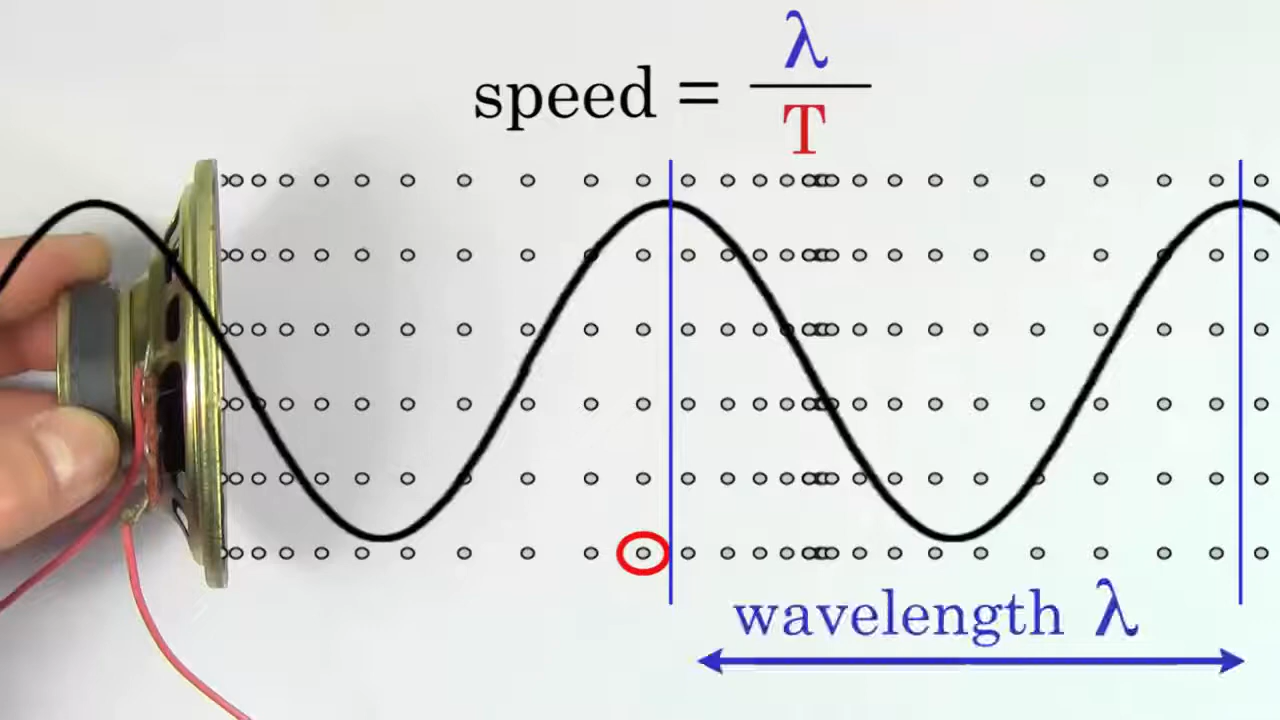 speed = λ
T
wavelength λ